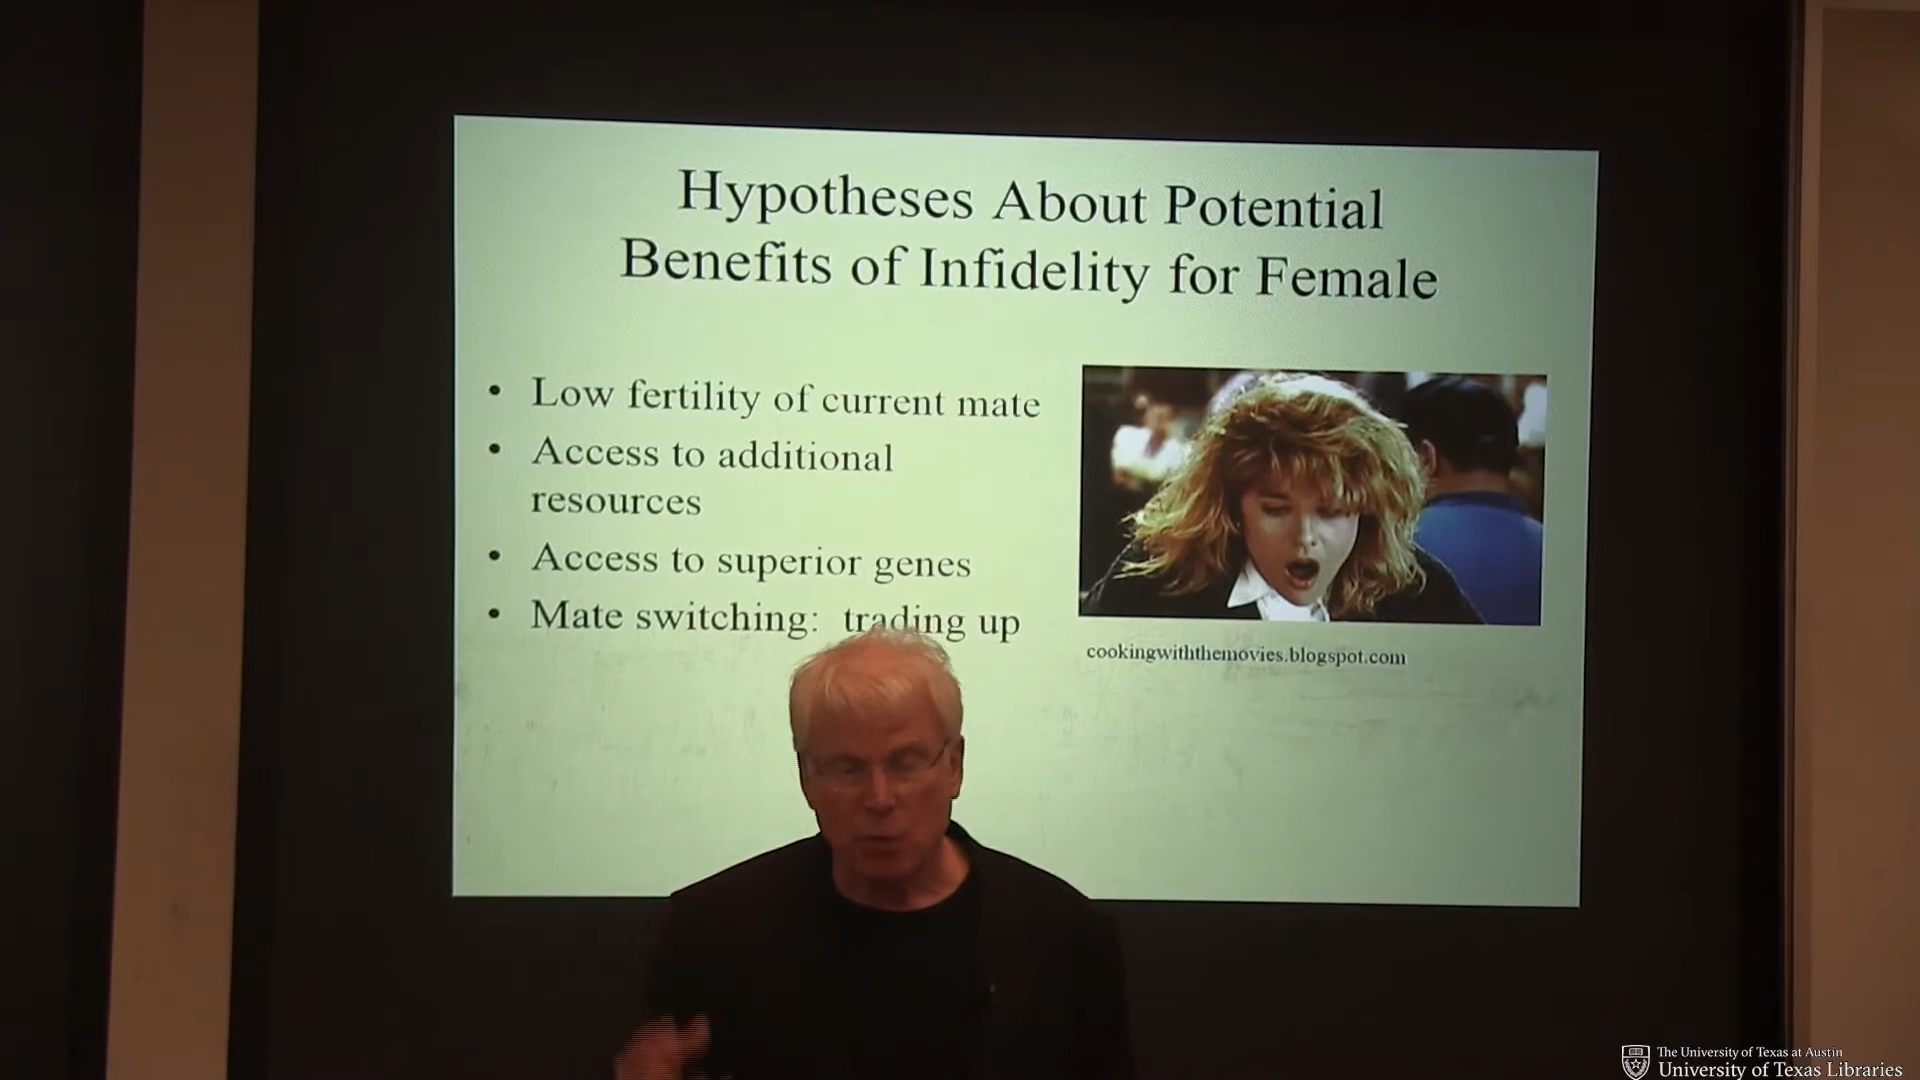 Hypotheses About Potential
Benefits of Infidelity for Female
• Low fertility of current mate
• Access to additional
resources
• Access to superior genes
• Mate switching: trading up
cookingwiththemovies.blogspot.com
The University of Texas at Austin
University of Texas Libraries